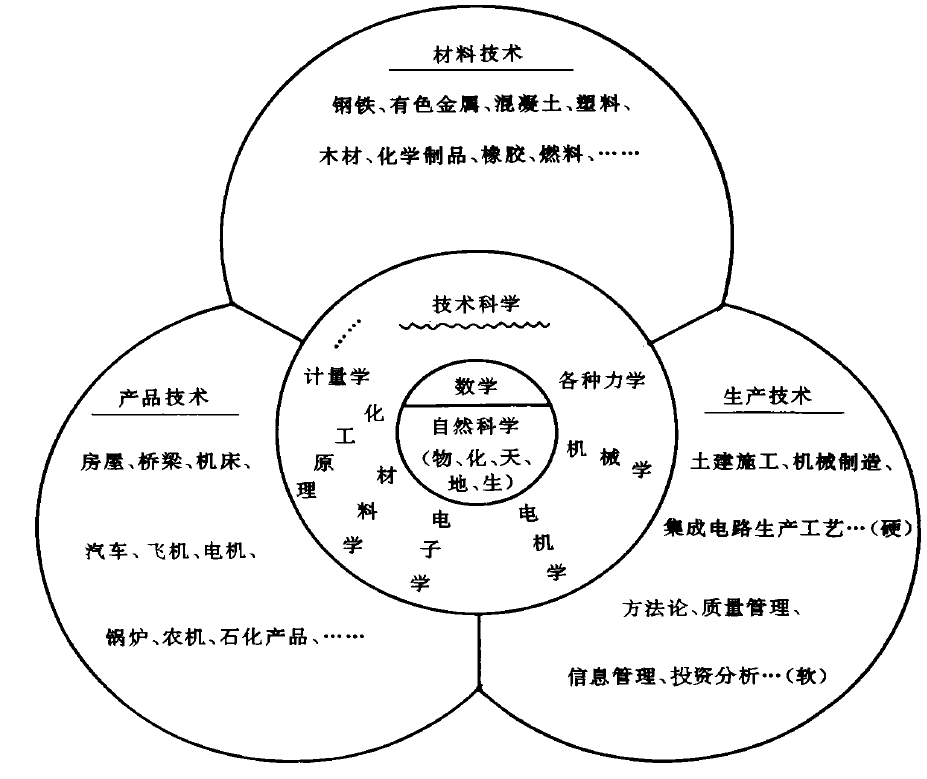 材料技术
钢铁、有色金属、混凝土、塑料、
木材、化学制品、橡胶、燃料、……
技术科学
……
计量学
化工原理
材料学
电子学
电机学
机械学
各种力学
数学
自然科学
(物、化、天、
地、生)
产品技术
房屋、桥梁、机床、
汽车、飞机、电机、
锅炉、农机、石化产品、……
生产技术
土建施工、机械制造、
集成电路生产工艺…(硬)
方法论、质量管理、
信息管理、投资分析…(软)